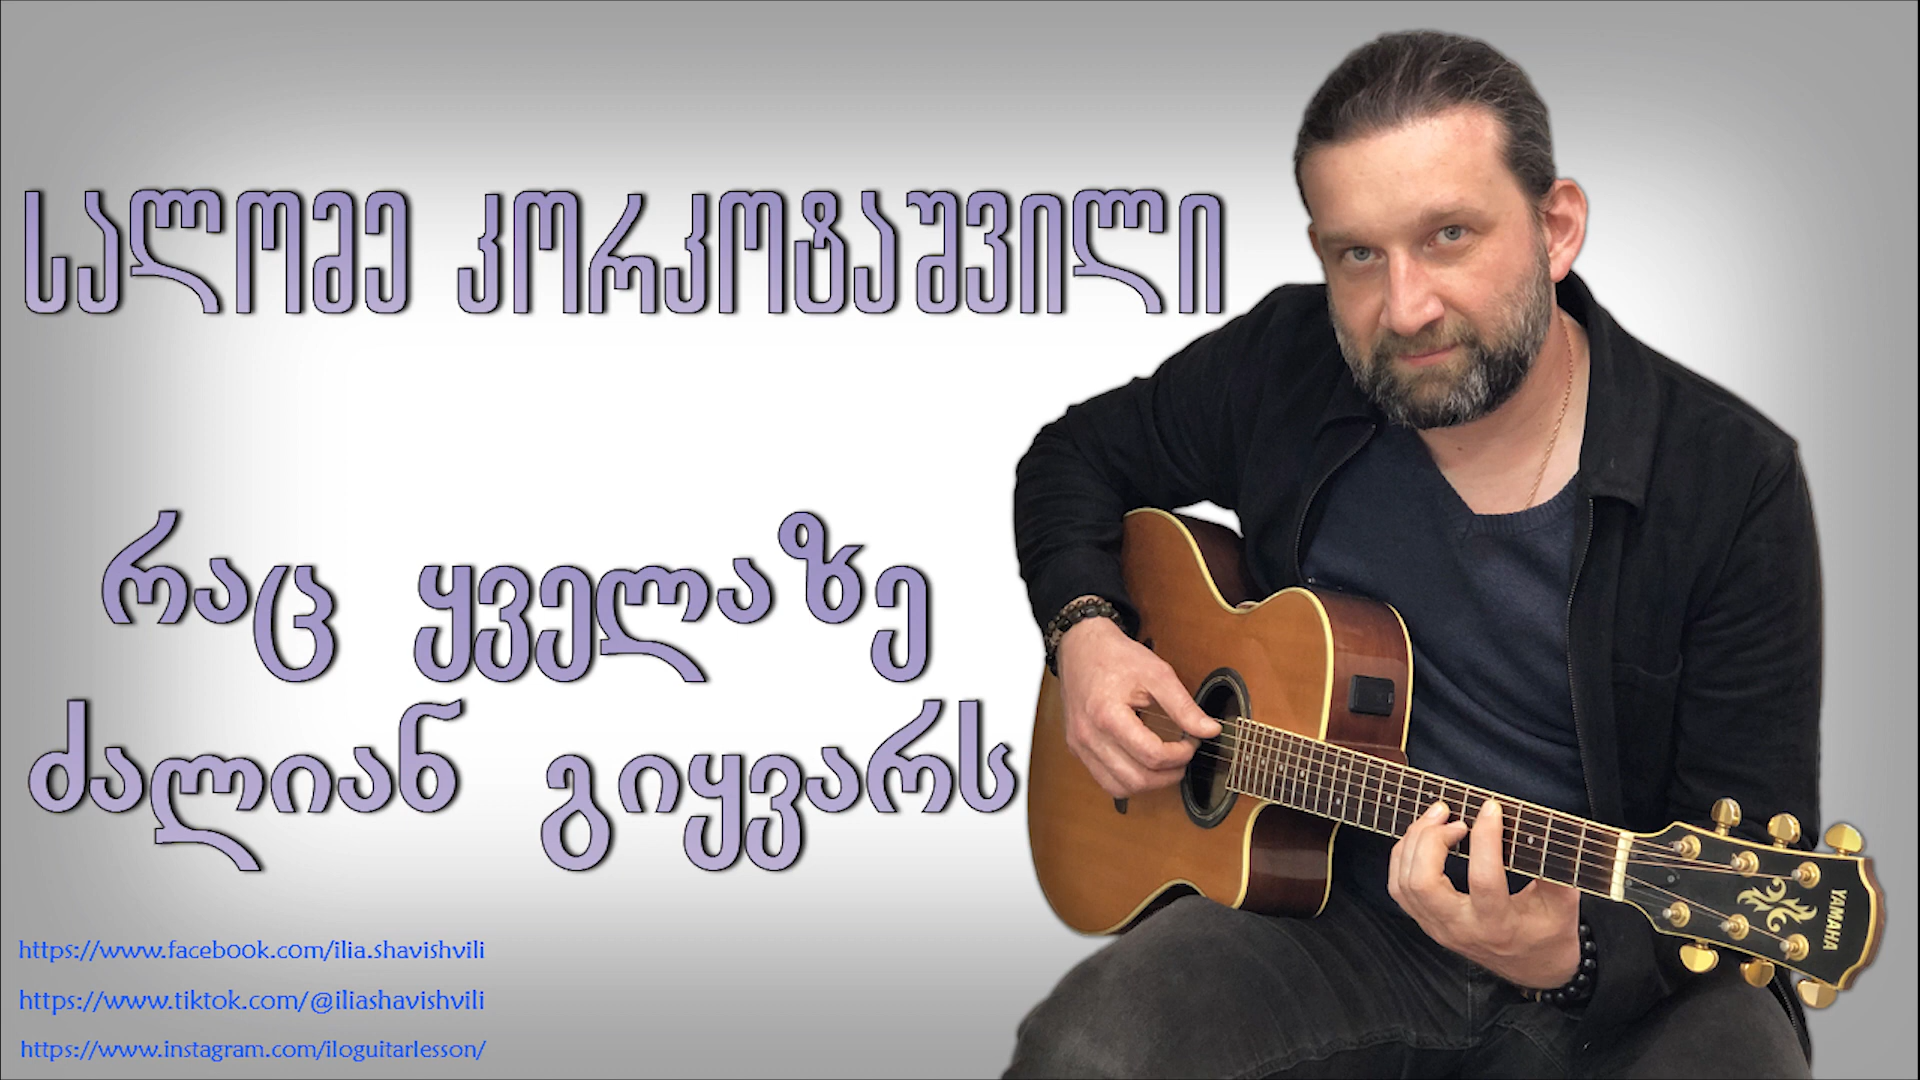 სალომე კორკოტაშვილი
რაც ყველაზე
ძალიან გიყვარს
https://www.facebook.com/ilia.shavishvili
https://www.tiktok.com/@iliashavishvili
https://www.instagram.com/iloguitarlesson/
YAMAHA